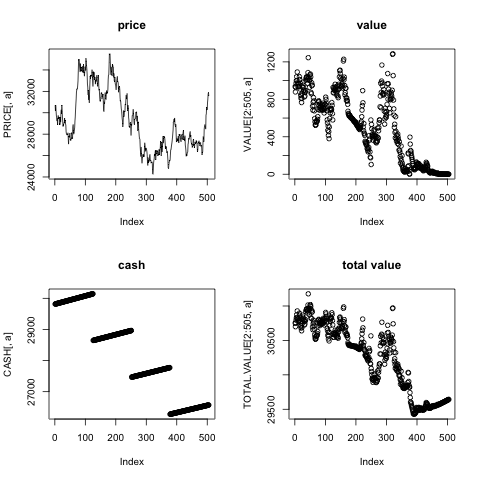 price
PRICE[, a]
24000 28000 32000
0 100 200 300 400 500
Index
value
VALUE[2:505, a]
0 400 800 1200
0 100 200 300 400 500
Index
cash
CASH[, a]
27000 29000
0 100 200 300 400 500
Index
total value
TOTAL.VALUE[2:505, a]
29500 30500
0 100 200 300 400 500
Index